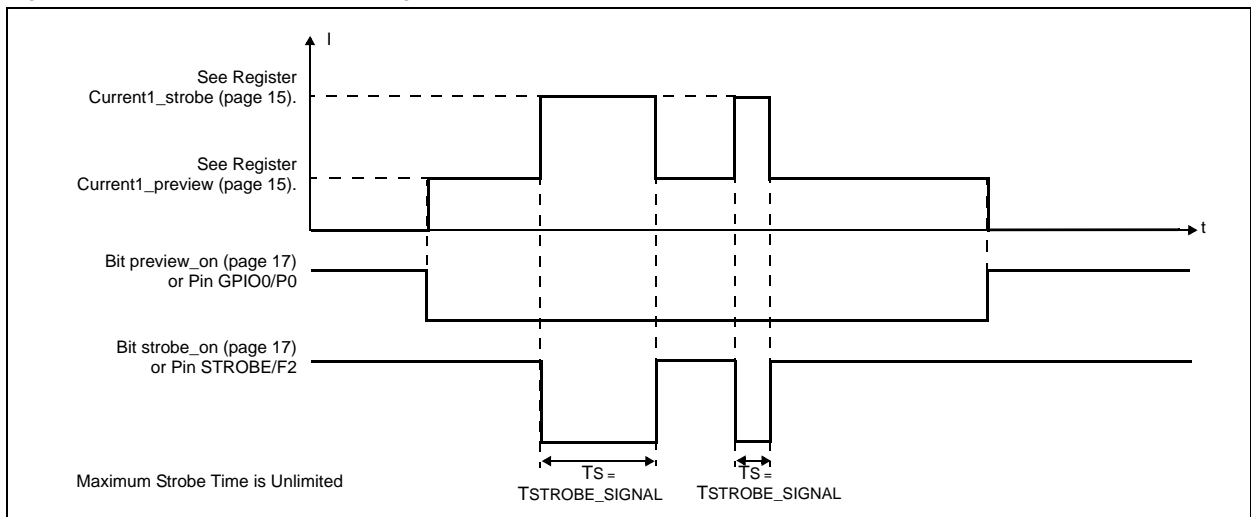 I
See Register
Current1_strobe (page 15).
See Register
Current1_preview (page 15).
t
Bit preview_on (page 17)
or Pin GPIO0/P0
Bit strobe_on (page 17)
or Pin STROBE/F2
Maximum Strobe Time is Unlimited
TS =
TSTROBE_SIGNAL
TS =
TSTROBE_SIGNAL